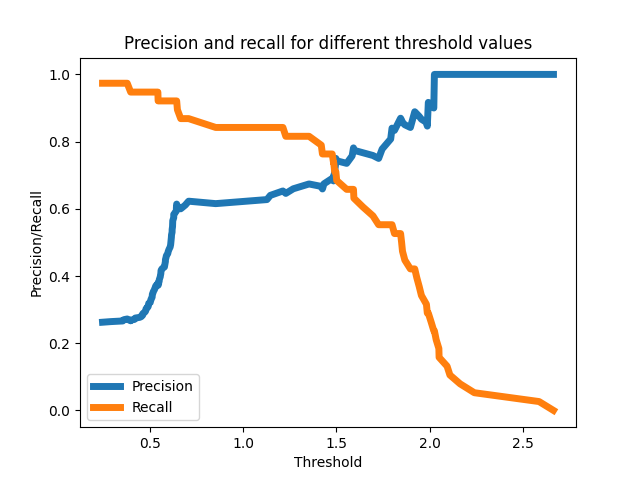 Precision and recall for different threshold values
Precision/Recall
1.0
0.8
0.6
0.4
0.2
0.0
Precision
Recall
0.5 1.0 1.5 2.0 2.5
Threshold